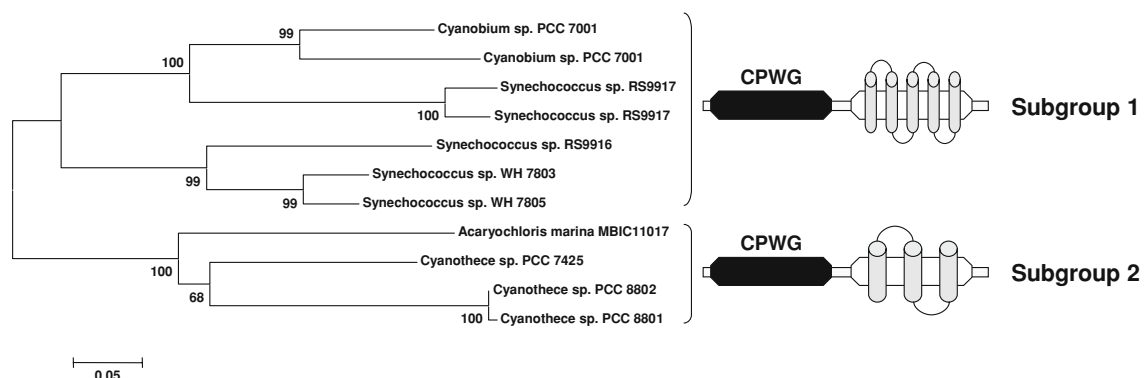 Cyanobium sp. PCC 7001
99
Cyanobium sp. PCC 7001
100
Synechococcus sp. RS9917
100
Synechococcus sp. RS9917
CPWG
Subgroup 1
Synechococcus sp. RS9916
99
Synechococcus sp. WH 7803
99
Synechococcus sp. WH 7805
Acaryochloris marina MBIC11017
100
Cyanothece sp. PCC 7425
68
Cyanothece sp. PCC 8802
100
Cyanothece sp. PCC 8801
CPWG
Subgroup 2
0.05